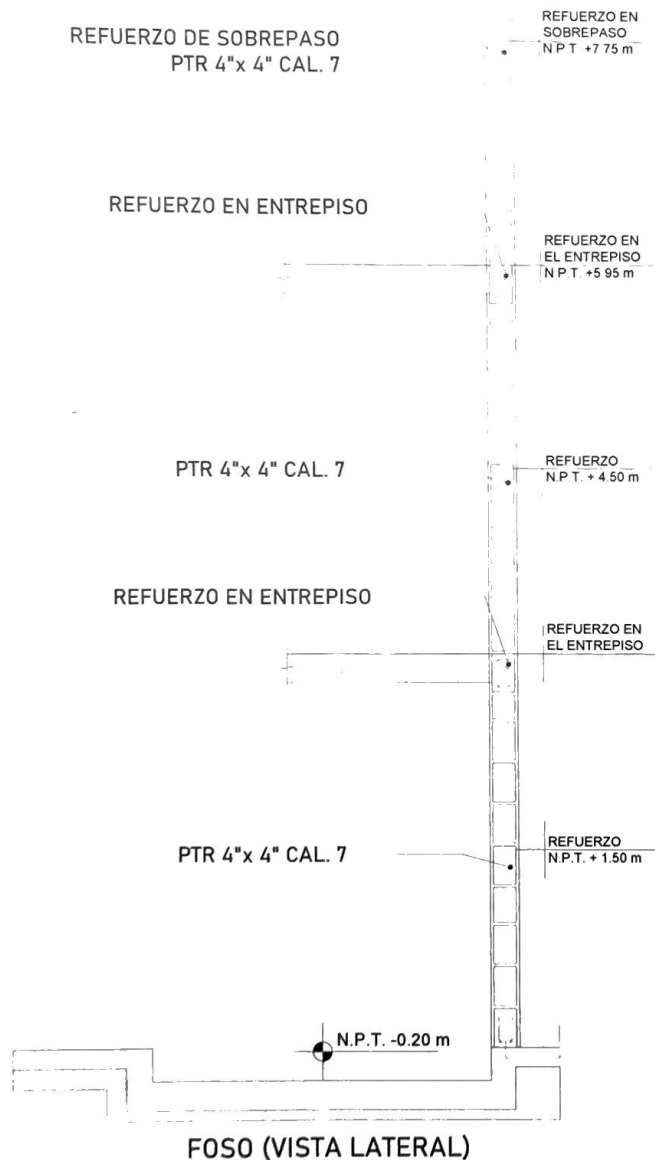 REFUERZO DE SOBREPASO
PTR 4"x 4" CAL. 7
REFUERZO EN
SOBREPASO
N P T +7 75 m
REFUERZO EN ENTREPISO
REFUERZO EN
EL ENTREPISO
N.P.T. +5 95 m
PTR 4"x 4" CAL. 7
REFUERZO
N.P.T. + 4.50 m
REFUERZO EN ENTREPISO
REFUERZO EN
EL ENTREPISO
PTR 4"x 4" CAL. 7
REFUERZO
N.P.T. + 1.50 m
N.P.T. -0.20 m
FOSO (VISTA LATERAL)